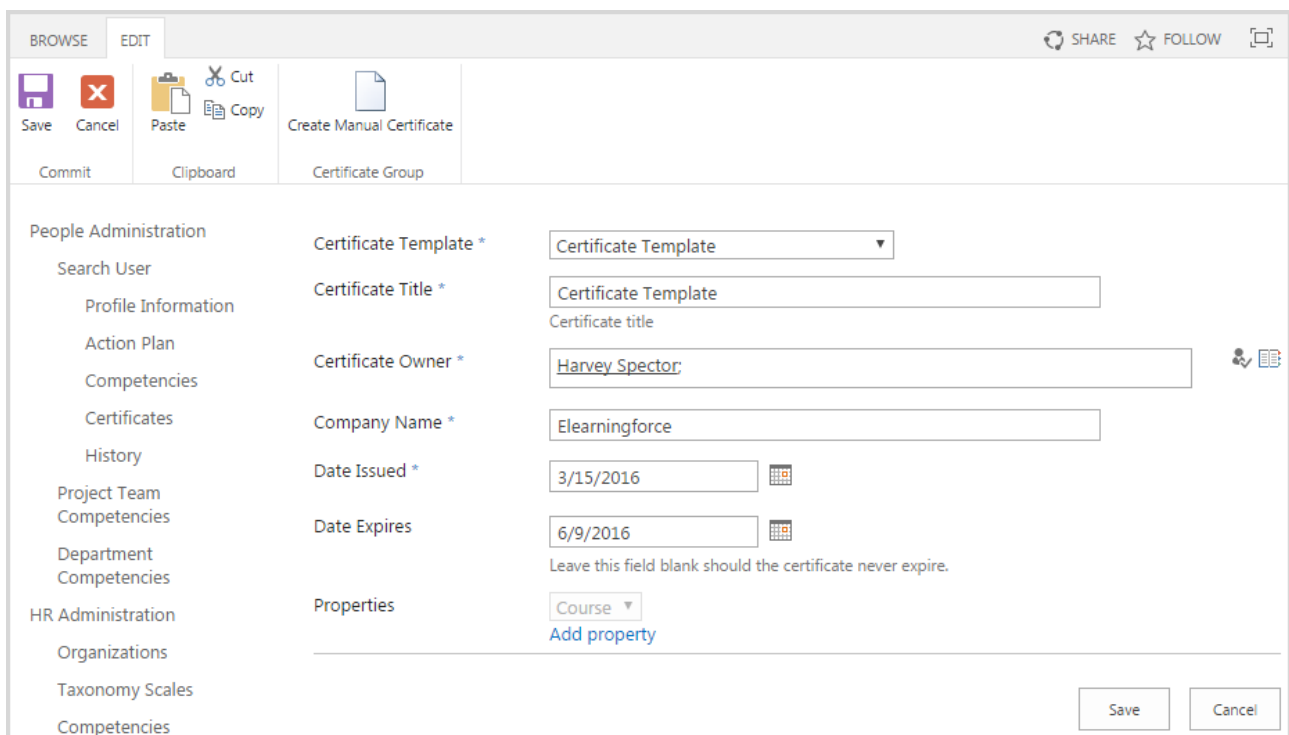 BROWSE EDIT SHARE FOLLOW
Save Cancel Paste Cut Copy Create Manual Certificate
Commit Clipboard Certificate Group
People Administration
Search User
Profile Information
Action Plan
Competencies
Certificates
History
Project Team
Competencies
Department
Competencies
HR Administration
Organizations
Taxonomy Scales
Competencies
Certificate Template * Certificate Template
Certificate Title * Certificate Template
Certificate title
Certificate Owner * Harvey Spector;
Company Name * Elearningforce
Date Issued * 3/15/2016
Date Expires 6/9/2016
Leave this field blank should the certificate never expire.
Properties Course
Add property
Save Cancel